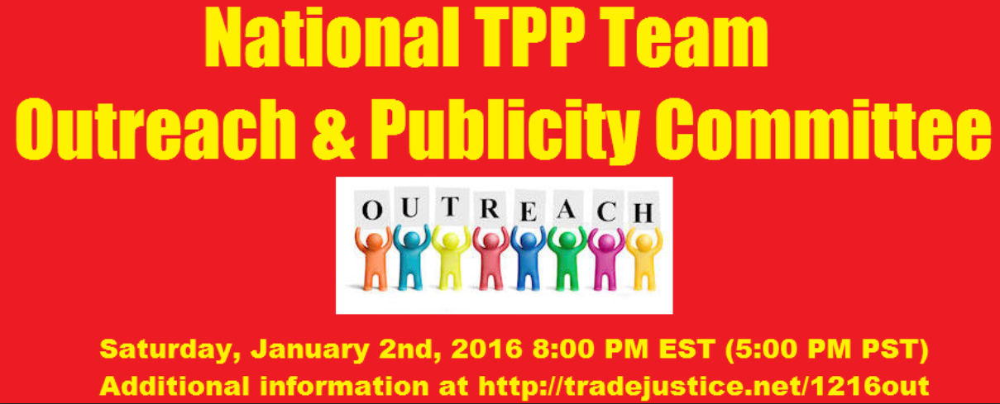 National TPP Team
Outreach & Publicity Committee
O U T R E A C H
Saturday, January 2nd, 2016 8:00 PM EST (5:00 PM PST)
Additional information at http://tradejustice.net/1216out